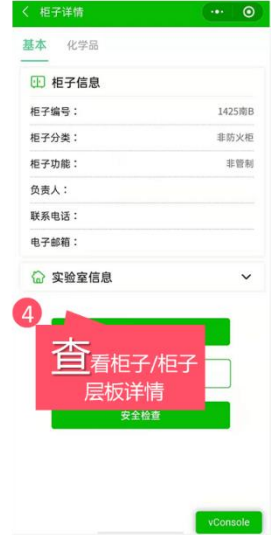 柜子详情
基本 化学品
柜子信息
柜子编号： 1425南B
柜子分类： 非防火柜
柜子功能： 非管制
负责人：
联系电话：
电子邮箱：
实验室信息
4
查看柜子/柜子
层板详情
安全检查
vConsole